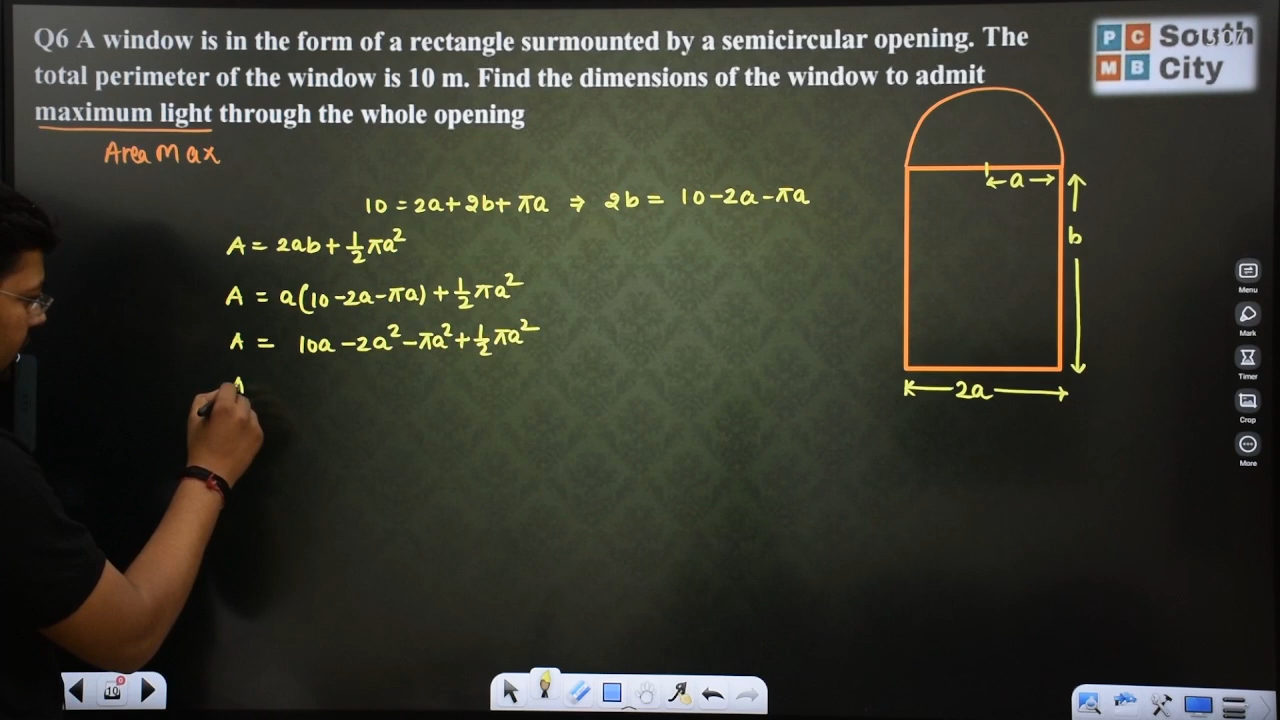 Q6 A window is in the form of a rectangle surmounted by a semicircular opening. The
total perimeter of the window is 10 m. Find the dimensions of the window to admit
maximum light through the whole opening
P C M B South City
Area Max
10 = 2a + 2b + πa ⇒ 2b = 10 - 2a - πa
A = 2ab + ½πa²
A = a(10 - 2a - πa) + ½πa²
A = 10a - 2a² - πa² + ½πa²
A
a
b
2a
Menu
Mark
Timer
Crop
More
10